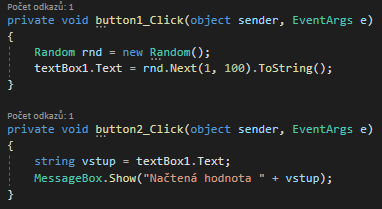 Počet odkazů: 1
private void button1_Click(object sender, EventArgs e)
{
Random rnd = new Random();
textBox1.Text = rnd.Next(1, 100).ToString();
}
Počet odkazů: 1
private void button2_Click(object sender, EventArgs e)
{
string vstup = textBox1.Text;
MessageBox.Show("Načtená hodnota " + vstup);
}